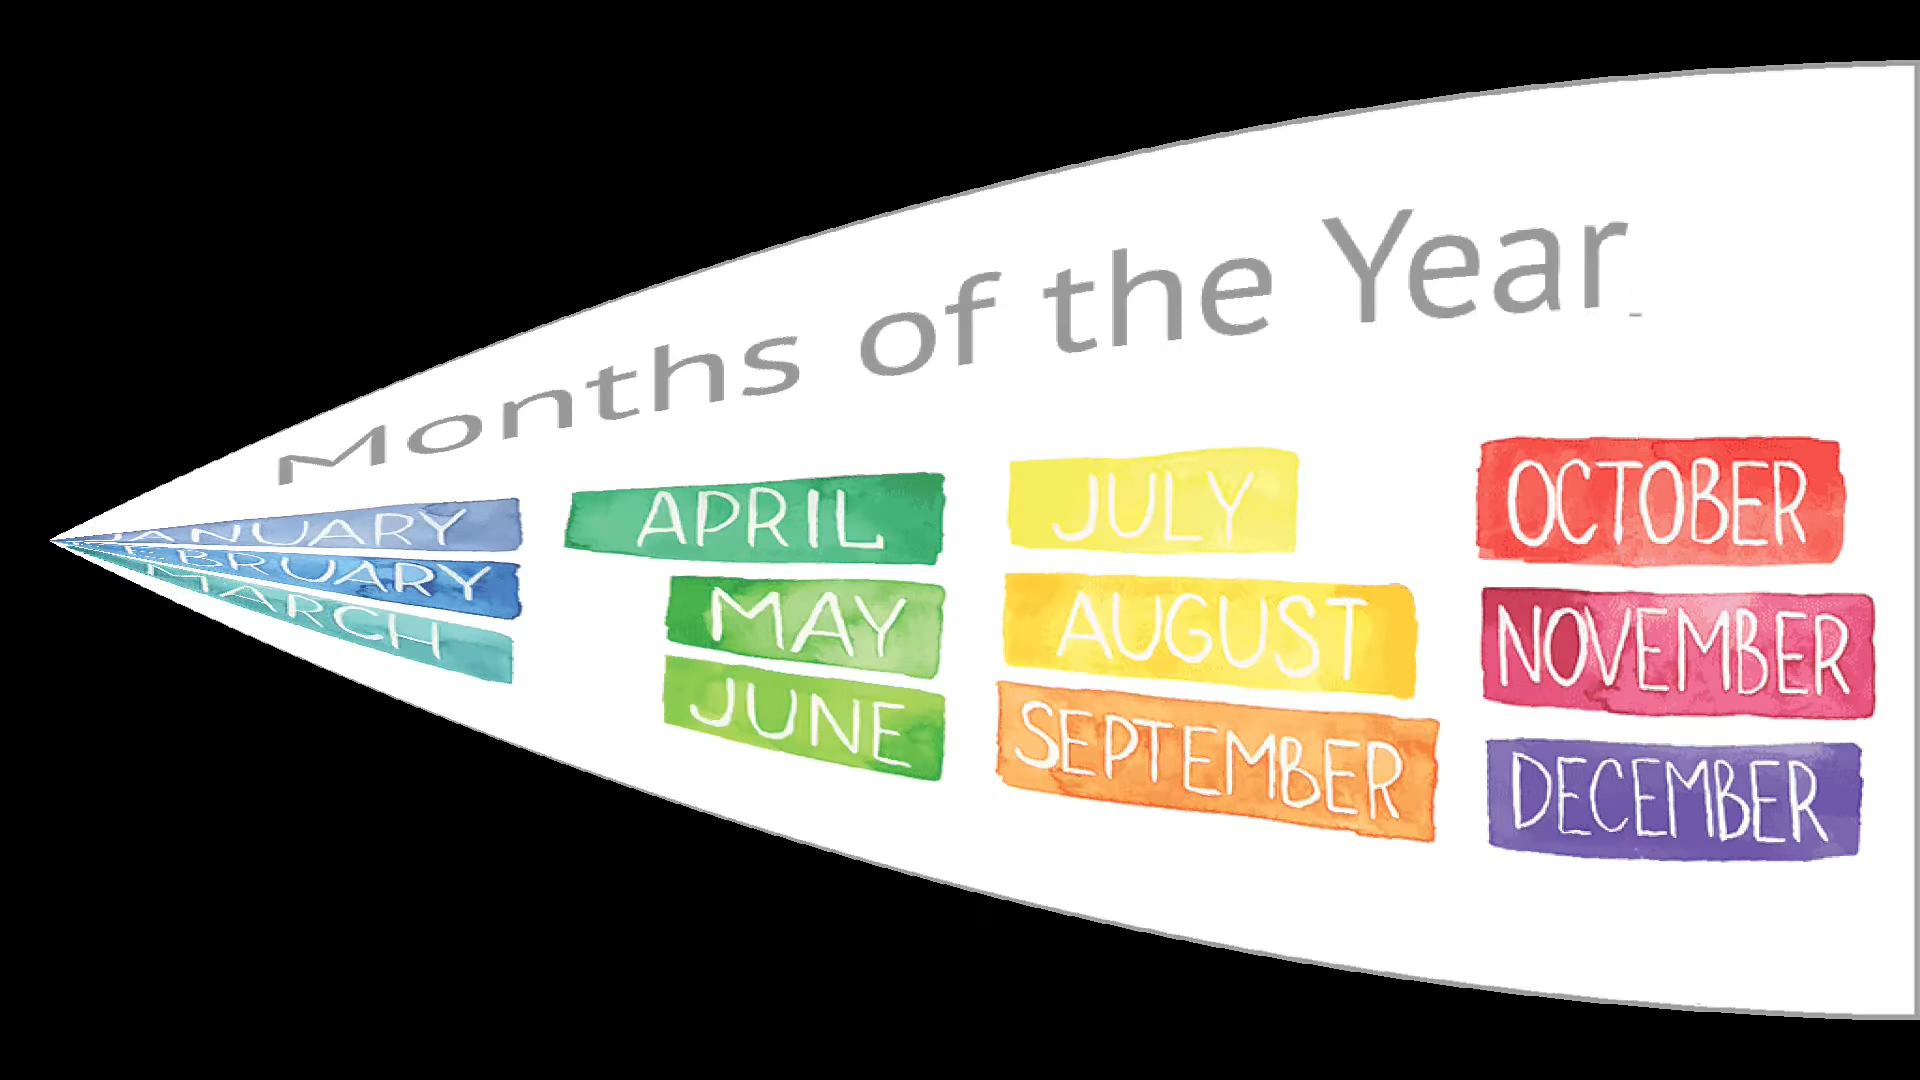 Months of the Year
JANUARY
FEBRUARY
MARCH
APRIL
MAY
JUNE
JULY
AUGUST
SEPTEMBER
OCTOBER
NOVEMBER
DECEMBER